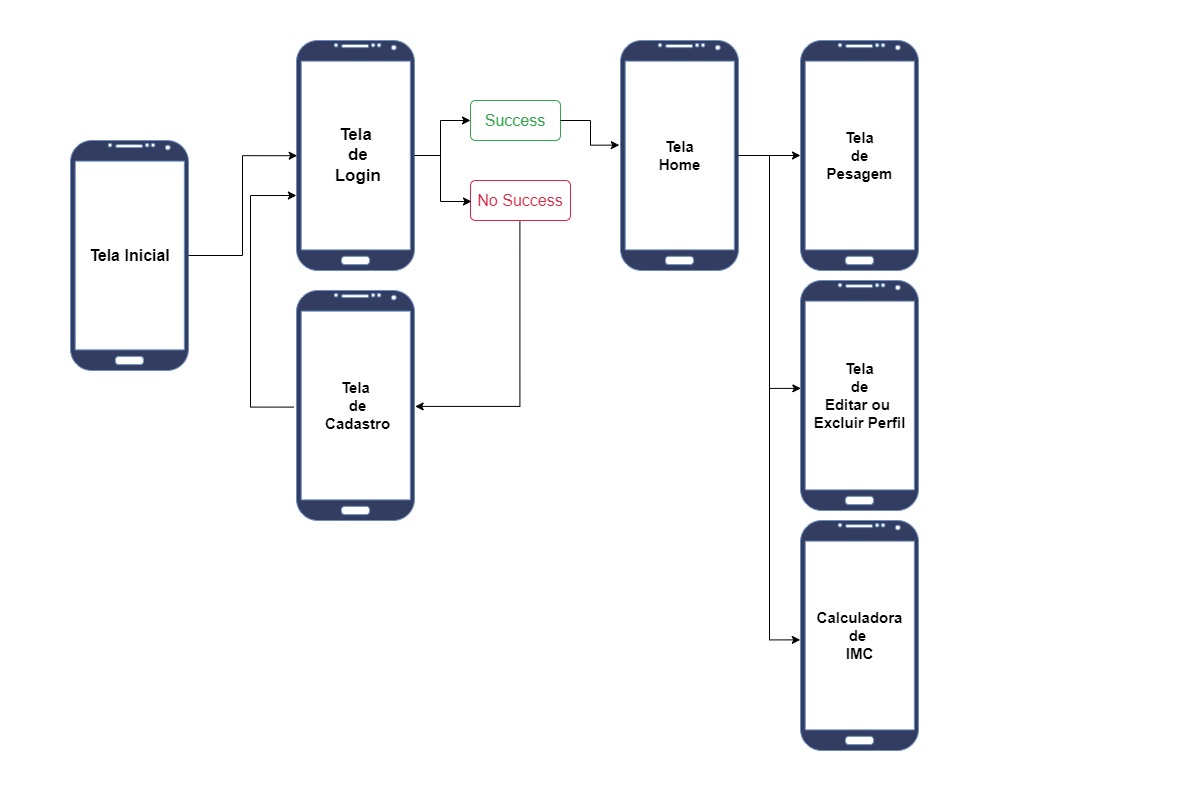 Tela Inicial
Tela
de
Login
Success
No Success
Tela
de
Cadastro
Tela
Home
Tela
de
Pesagem
Tela
de
Editar ou
Excluir Perfil
Calculadora
de
IMC